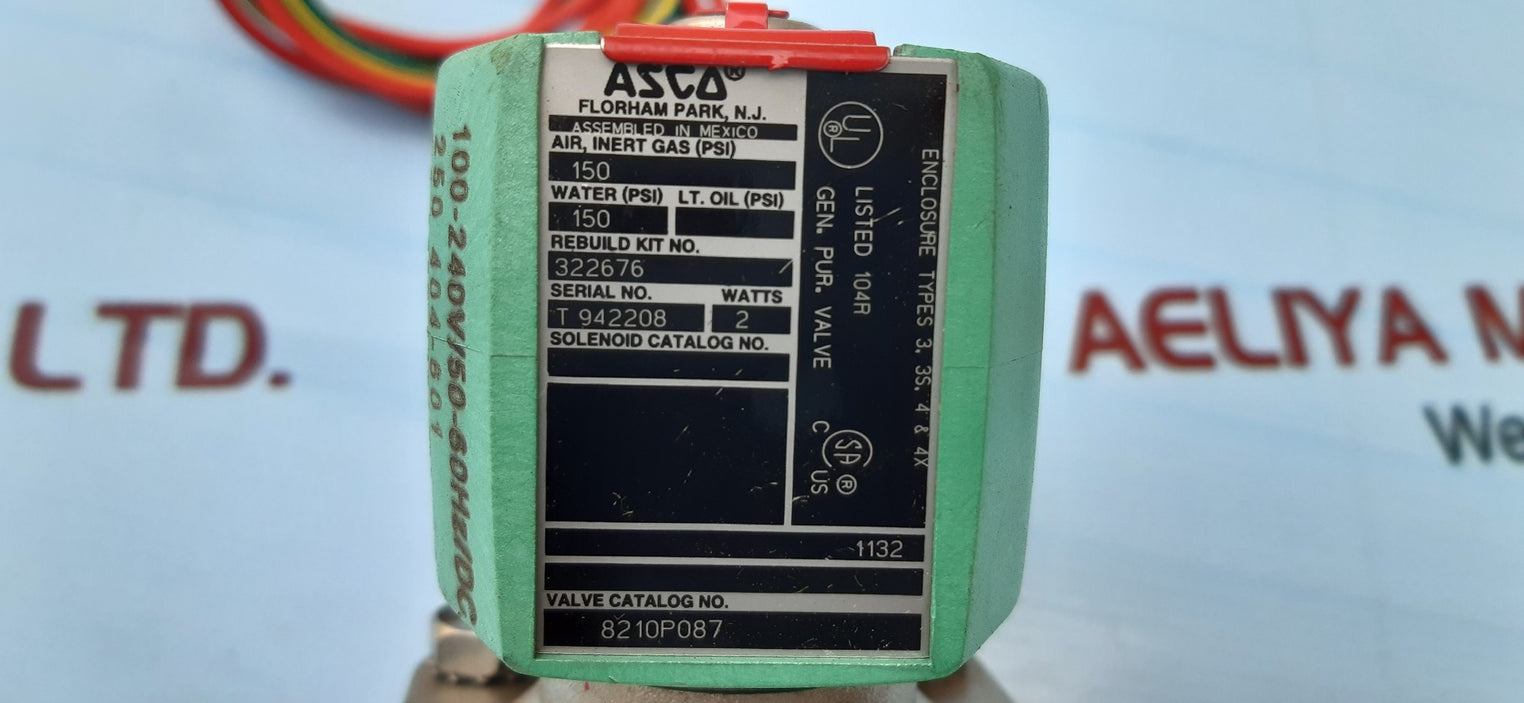 ASCO®
FLORHAM PARK, N.J.
ASSEMBLED IN MEXICO
AIR, INERT GAS (PSI)
150
WATER (PSI) LT. OIL (PSI)
150
REBUILD KIT NO.
322676
SERIAL NO. WATTS
T 942208 2
SOLENOID CATALOG NO.
1132
VALVE CATALOG NO.
8210P087
UL ®
LISTED 104R
GEN. PUR. VALVE
ENCLOSURE TYPES 3, 3S, 4 & 4X
C SA ® US
100-240V/50-60Hz/DC
250 404-601
LTD.
AELIYA M
We